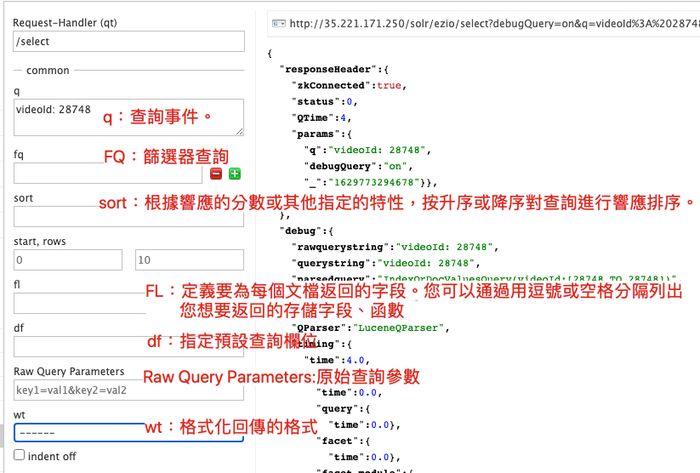 Request-Handler (qt)
/select
common
q
videoId: 28748
q：查詢事件。
fq
FQ：篩選器查詢
sort
sort：根據響應的分數或其他指定的特性，按升序或降序對查詢進行響應排序。
start, rows
0
10
fl
FL：定義要為每個文檔返回的字段。您可以通過用逗號或空格分隔列出
您想要返回的存儲字段、函數
df
df：指定預設查詢欄位
Raw Query Parameters
key1=val1&key2=val2
Raw Query Parameters:原始查詢參數
wt
------
wt：格式化回傳的格式
indent off
http://35.221.171.250/solr/ezio/select?debugQuery=on&q=videoId%3A%2028748
{
"responseHeader":{
"zkConnected":true,
"status":0,
"QTime":4,
"params":{
"q":"videoId: 28748",
"debugQuery":"on",
"_":"1629773294678"}},
},
"debug":{
"rawquerystring":"videoId: 28748",
"querystring":"videoId: 28748",
"parsedquery":"IndexOrDocValuesQuery(videoId:[28748 TO 28748])",
"QParser":"LuceneQParser",
"timing":{
"time":4.0,
"time":0.0,
"query":{
"time":0.0},
"facet":{
"time":0.0},
"facet_module":{